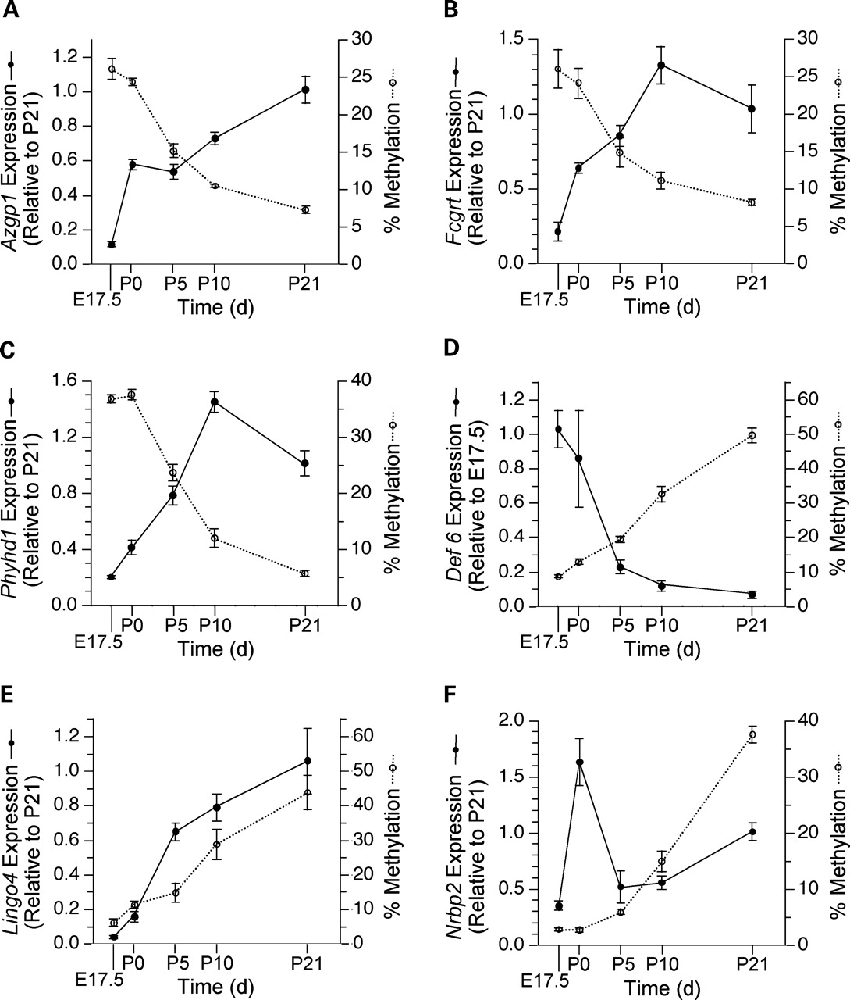 A
Azgp1 Expression
(Relative to P21)
1.2
1.0
0.8
0.6
0.4
0.2
0.0
30
25
20
15
10
5
0
% Methylation
E17.5 P0 P5 P10 P21
Time (d)
B
Fcgrt Expression
(Relative to P21)
1.5
1.0
0.5
0.0
30
25
20
15
10
5
0
% Methylation
E17.5 P0 P5 P10 P21
Time (d)
C
Phyhd1 Expression
(Relative to P21)
1.6
1.2
0.8
0.4
0.0
40
30
20
10
0
% Methylation
E17.5 P0 P5 P10 P21
Time (d)
D
Def 6 Expression
(Relative to E17.5)
1.2
1.0
0.8
0.6
0.4
0.2
0.0
60
50
40
30
20
10
0
% Methylation
E17.5 P0 P5 P10 P21
Time (d)
E
Lingo4 Expression
(Relative to P21)
1.2
1.0
0.8
0.6
0.4
0.2
0.0
60
50
40
30
20
10
0
% Methylation
E17.5 P0 P5 P10 P21
Time (d)
F
Nrbp2 Expression
(Relative to P21)
2.0
1.5
1.0
0.5
0.0
40
30
20
10
0
% Methylation
E17.5 P0 P5 P10 P21
Time (d)